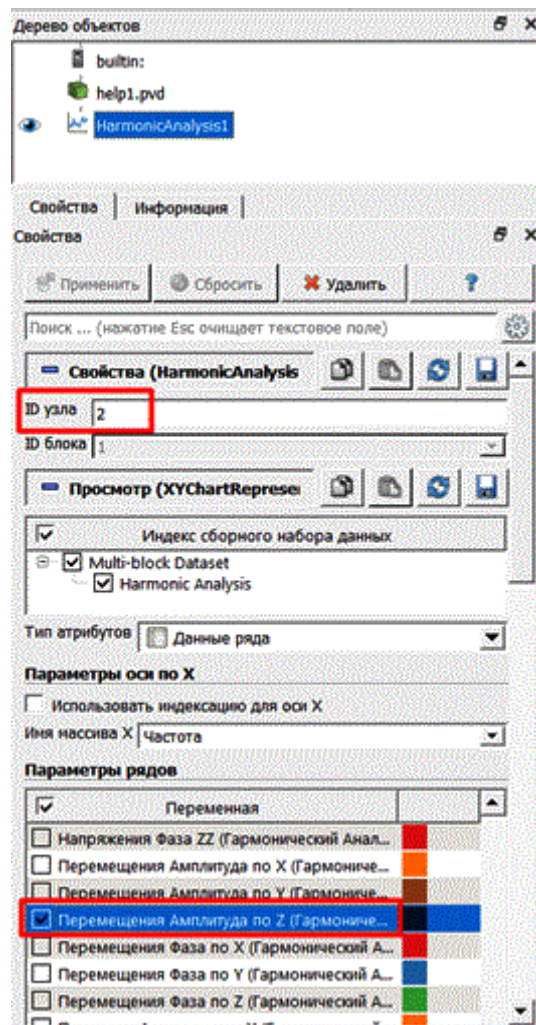 Дерево объектов
builtin:
help1.pvd
HarmonicAnalysis1
Свойства Информация
Свойства
Применить Сбросить Удалить ?
Поиск ... (нажатие Esc очищает текстовое поле)
Свойства (HarmonicAnalysis
ID узла 2
ID блока 1
Просмотр (XYChartReprese
Индекс сборного набора данных
Multi-block Dataset
Harmonic Analysis
Тип атрибутов Данные ряда
Параметры оси по X
Использовать индексацию для оси X
Имя массива X Частота
Параметры рядов
Переменная
Напряжения Фаза ZZ (Гармонический Анал...
Перемещения Амплитуда по X (Гармониче...
Перемещения Амплитуда по Y (Гармониче...
Перемещения Амплитуда по Z (Гармониче...
Перемещения Фаза по X (Гармонический А...
Перемещения Фаза по Y (Гармонический А...
Перемещения Фаза по Z (Гармонический А...